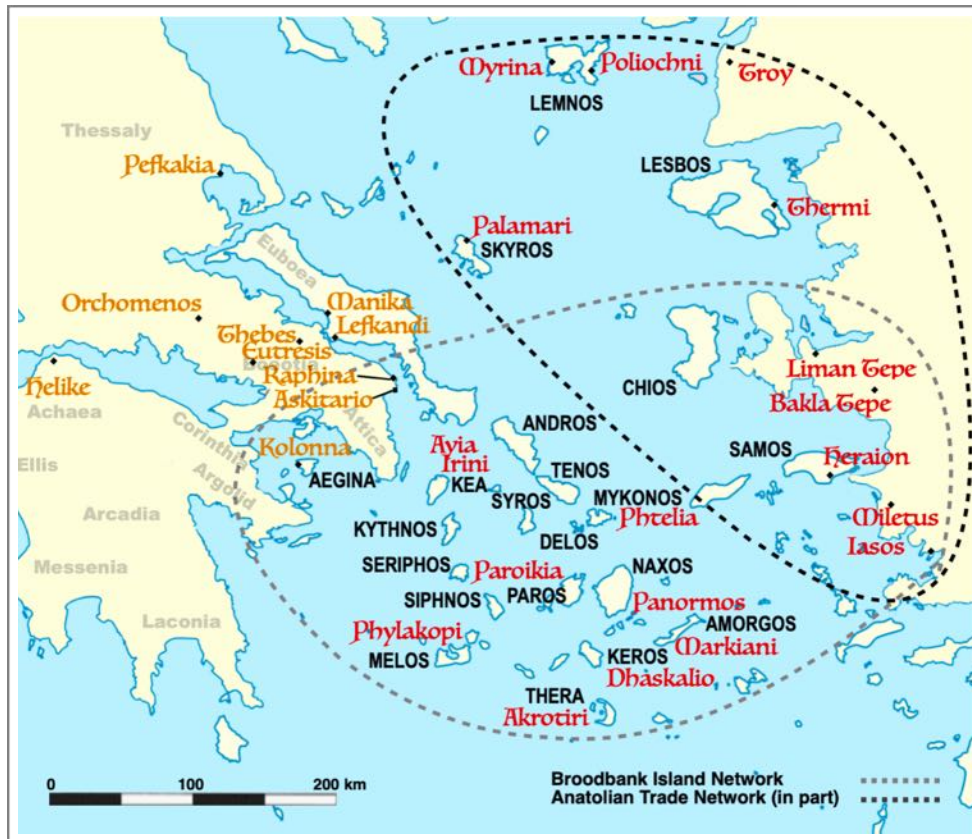 Myrina
Poliochni
Troy
LEMNOS
Thessaly
Pefkakia
LESBOS
Thermi
Palamari
SKYROS
Euboea
Orchomenos
Manika
Lefkandi
Thebes
Eutresis
Boeotia
Raphina
Askitario
Helike
Achaea
Attica
CHIOS
Liman Tepe
Bakla Tepe
Corinthia
Kolonna
AEGINA
Argolid
Ellis
Ayia
Irini
KEA
ANDROS
TENOS
SAMOS
Heraion
SYROS
MYKONOS
Phtelia
Miletus
Iasos
Arcadia
KYTHNOS
DELOS
Messenia
SERIPHOS
Paroikia
NAXOS
SIPHNOS
PAROS
Panormos
Laconia
AMORGOS
Phylakopi
Markiani
MELOS
KEROS
Dhaskalio
THERA
Akrotiri
0 100 200 km
Broodbank Island Network
Anatolian Trade Network (in part)